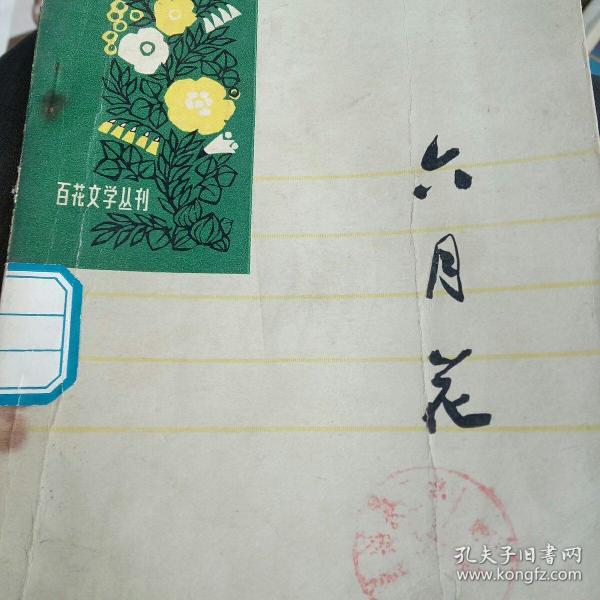 百花文学丛刊
六
月
花
孔夫子旧书网
www.kongfz.com